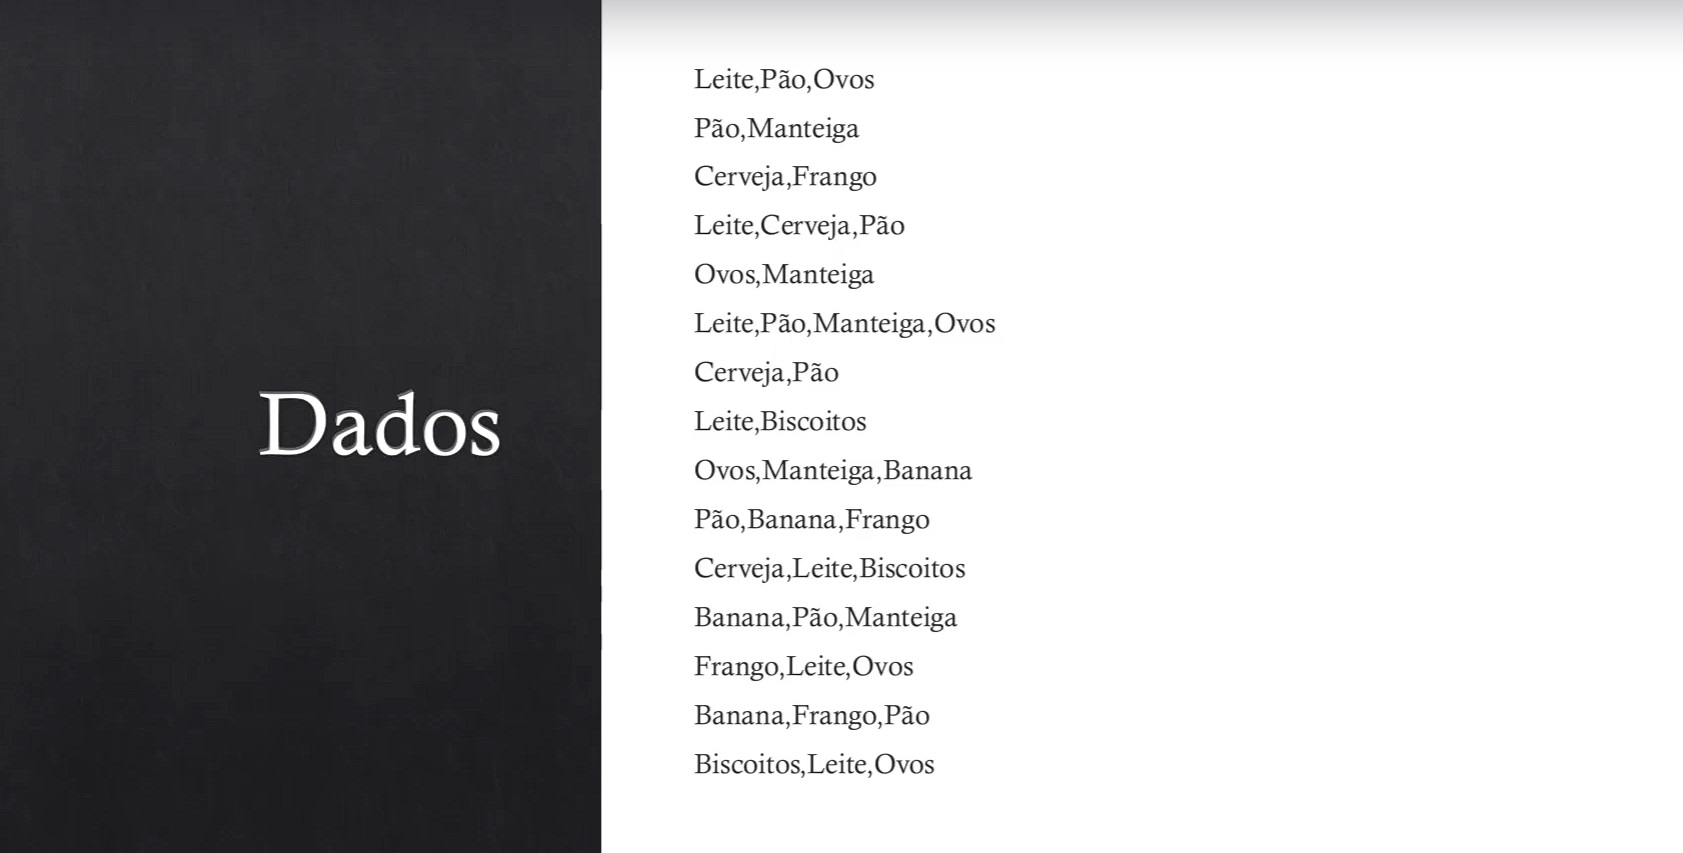 Dados
Leite,Pão,Ovos
Pão,Manteiga
Cerveja,Frango
Leite,Cerveja,Pão
Ovos,Manteiga
Leite,Pão,Manteiga,Ovos
Cerveja,Pão
Leite,Biscoitos
Ovos,Manteiga,Banana
Pão,Banana,Frango
Cerveja,Leite,Biscoitos
Banana,Pão,Manteiga
Frango,Leite,Ovos
Banana,Frango,Pão
Biscoitos,Leite,Ovos